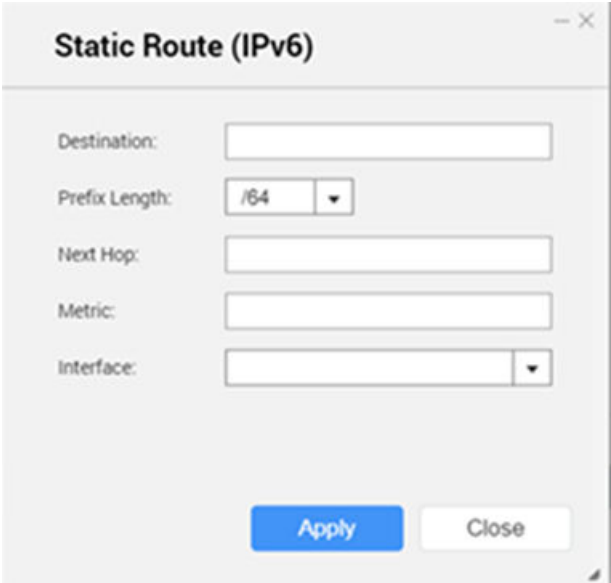 Static Route (IPv6)
Destination:
Prefix Length: /64
Next Hop:
Metric:
Interface:
Apply Close